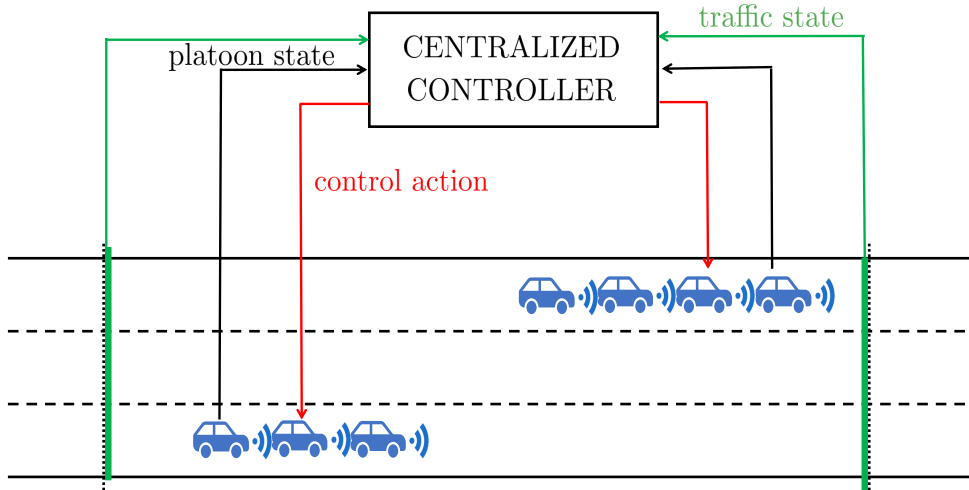 traffic state
platoon state
CENTRALIZED
CONTROLLER
control action